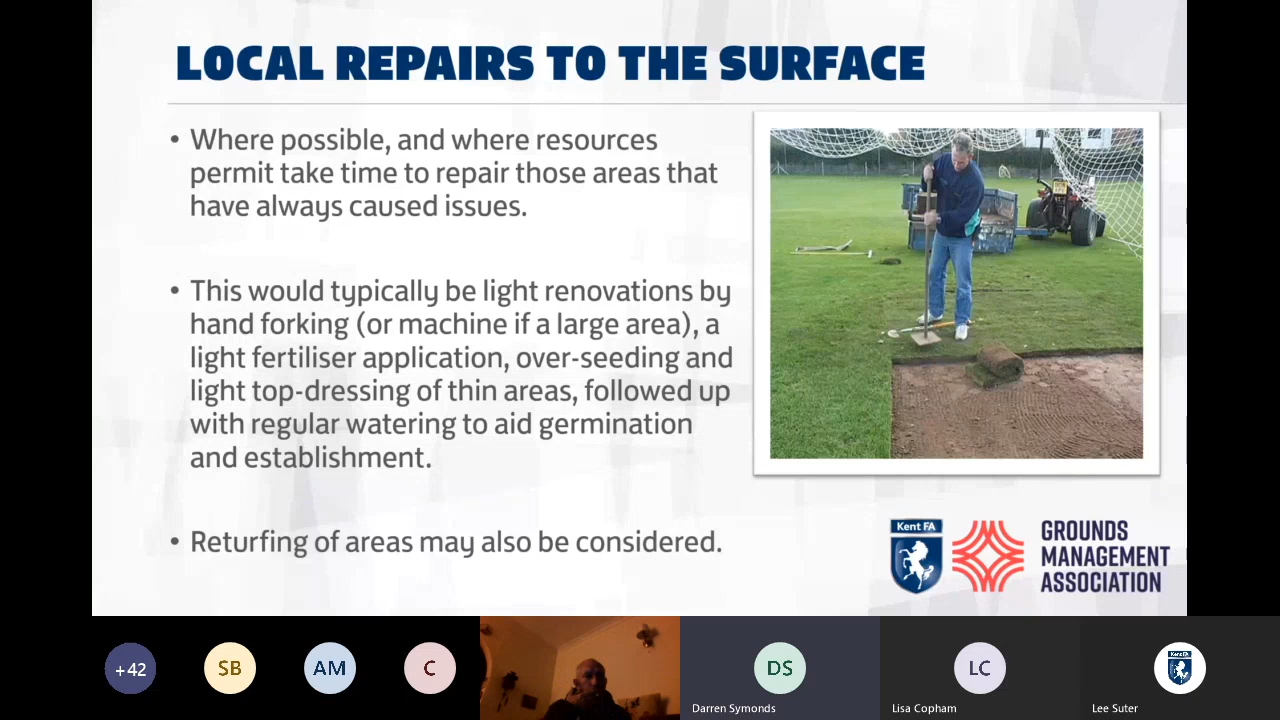 LOCAL REPAIRS TO THE SURFACE
• Where possible, and where resources
permit take time to repair those areas that
have always caused issues.
• This would typically be light renovations by
hand forking (or machine if a large area), a
light fertiliser application, over-seeding and
light top-dressing of thin areas, followed up
with regular watering to aid germination
and establishment.
• Returfing of areas may also be considered.
Kent FA
GROUNDS
MANAGEMENT
ASSOCIATION
+42
SB
AM
C
DS
LC
Kent FA
Darren Symonds
Lisa Copham
Lee Suter